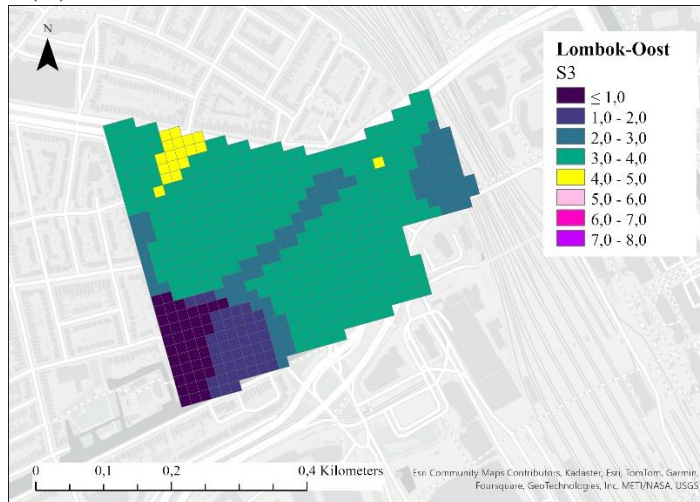 N
Lombok-Oost
S3
≤ 1,0
1,0 - 2,0
2,0 - 3,0
3,0 - 4,0
4,0 - 5,0
5,0 - 6,0
6,0 - 7,0
7,0 - 8,0
0 0,1 0,2 0,4 Kilometers
Esri Community Maps Contributors, Kadaster, Esri, TomTom, Garmin,
Foursquare, GeoTechnologies, Inc, METI/NASA, USGS